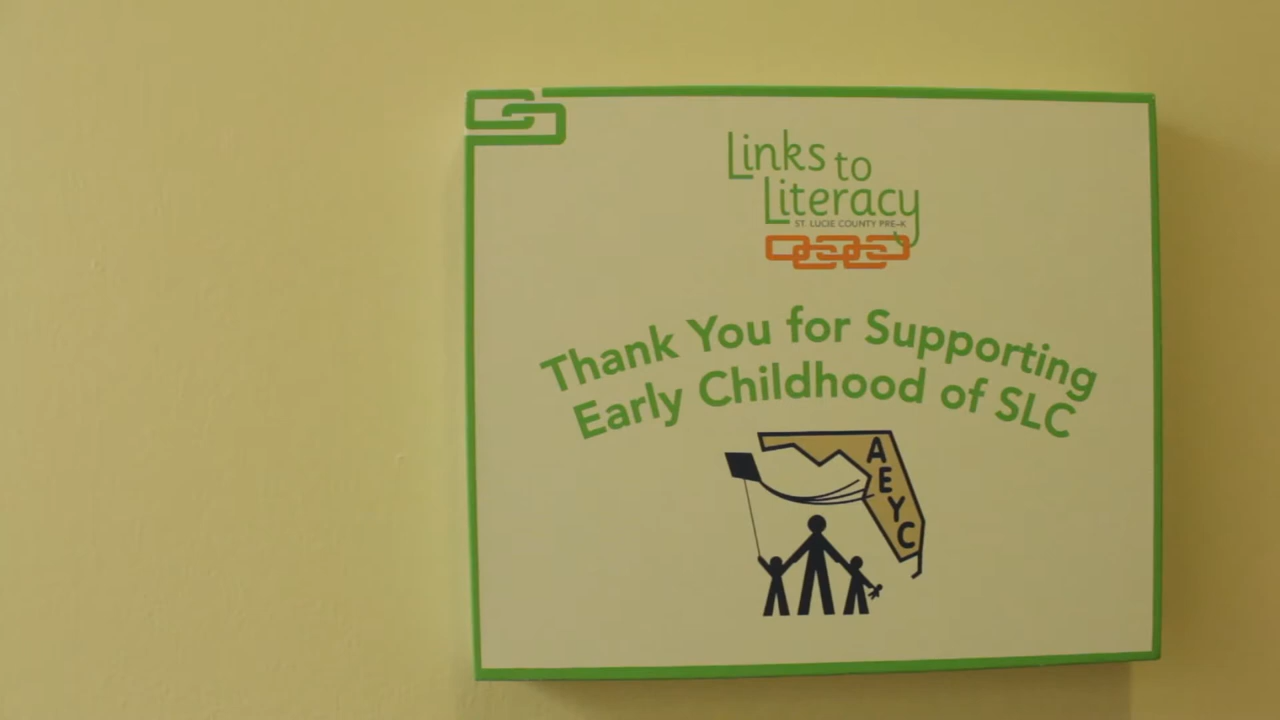 Links to
Literacy
ST. LUCIE COUNTY PRE-K
Thank You for Supporting
Early Childhood of SLC
AEYC